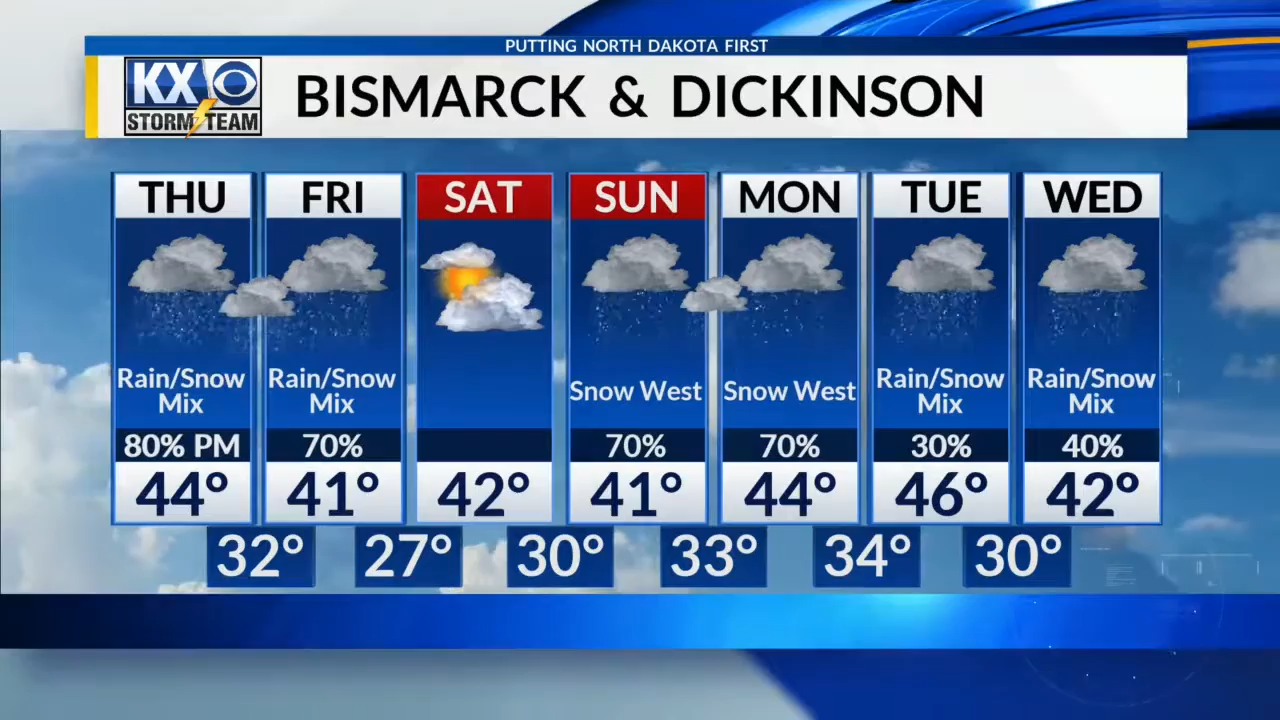 PUTTING NORTH DAKOTA FIRST
KX
STORM TEAM
BISMARCK & DICKINSON
THU FRI SAT SUN MON TUE WED
Rain/Snow Mix
Rain/Snow Mix
Snow West
Snow West
Rain/Snow Mix
Rain/Snow Mix
80% PM 70% 70% 70% 30% 40%
44° 41° 42° 41° 44° 46° 42°
32° 27° 30° 33° 34° 30°